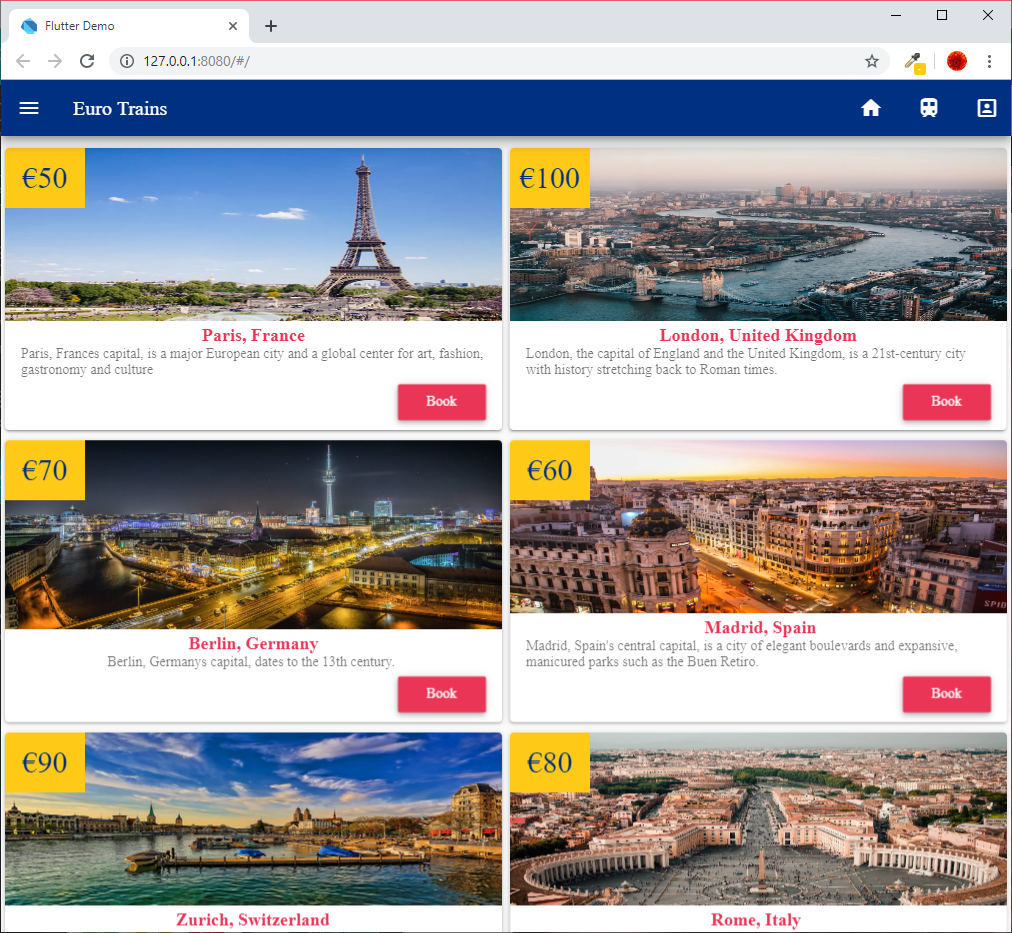 Flutter Demo
127.0.0.1:8080/#/
Euro Trains
€50
Paris, France
Paris, Frances capital, is a major European city and a global center for art, fashion,
gastronomy and culture
Book
€100
London, United Kingdom
London, the capital of England and the United Kingdom, is a 21st-century city
with history stretching back to Roman times.
Book
€70
Berlin, Germany
Berlin, Germanys capital, dates to the 13th century.
Book
€60
SPID
Madrid, Spain
Madrid, Spain's central capital, is a city of elegant boulevards and expansive,
manicured parks such as the Buen Retiro.
Book
€90
Zurich, Switzerland
€80
Rome, Italy